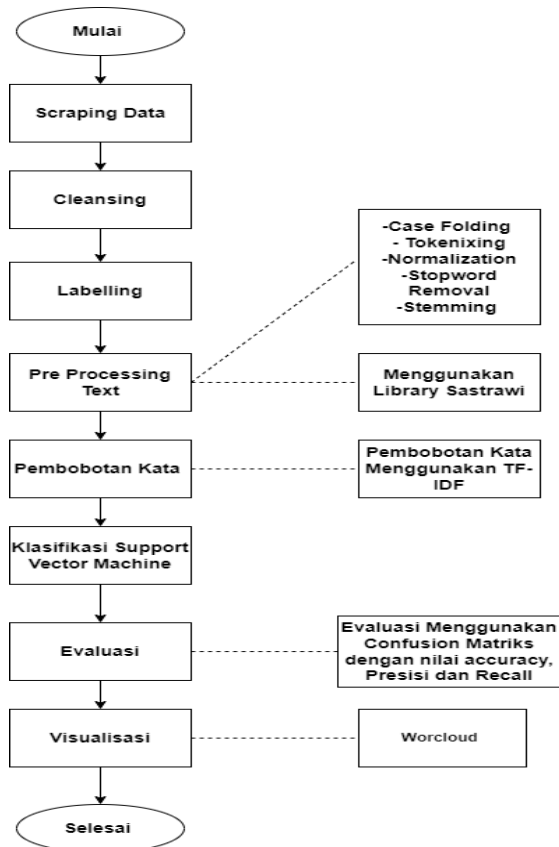 Mulai
Scraping Data
Cleansing
Labelling
-Case Folding
- Tokenixing
-Normalization
-Stopword
Removal
-Stemming
Pre Processing
Text
Menggunakan
Library Sastrawi
Pembobotan Kata
Pembobotan Kata
Menggunakan TF-
IDF
Klasifikasi Support
Vector Machine
Evaluasi
Evaluasi Menggunakan
Confusion Matriks
dengan nilai accuracy,
Presisi dan Recall
Visualisasi
Worcloud
Selesai